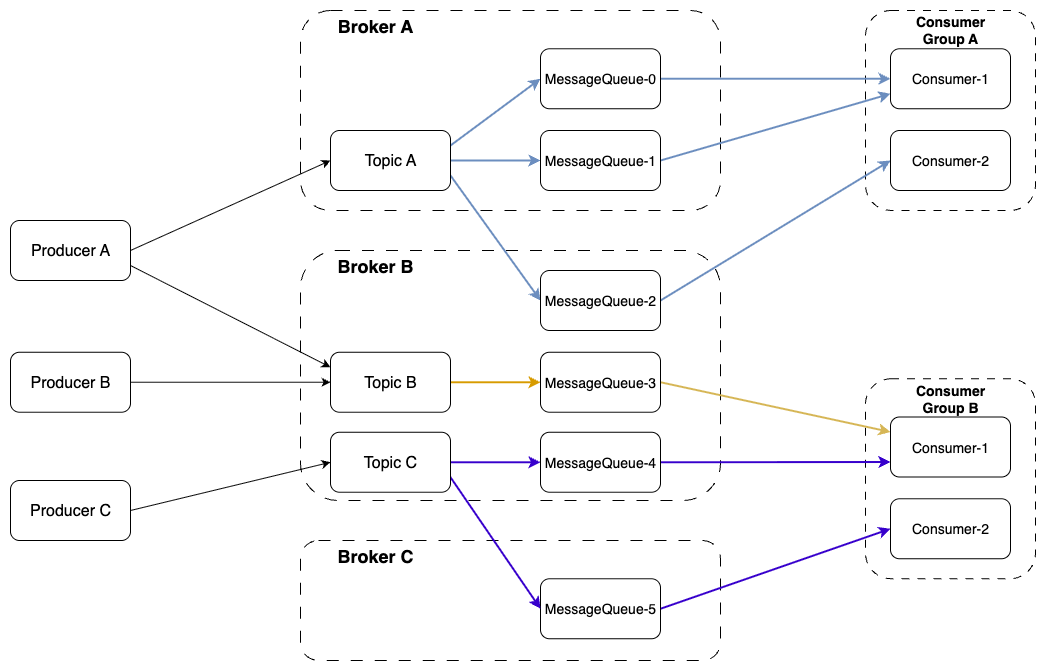 Broker A
MessageQueue-0
MessageQueue-1
Topic A
Consumer
Group A
Consumer-1
Consumer-2
Producer A
Producer B
Producer C
Broker B
MessageQueue-2
Topic B
MessageQueue-3
Topic C
MessageQueue-4
Consumer
Group B
Consumer-1
Consumer-2
Broker C
MessageQueue-5